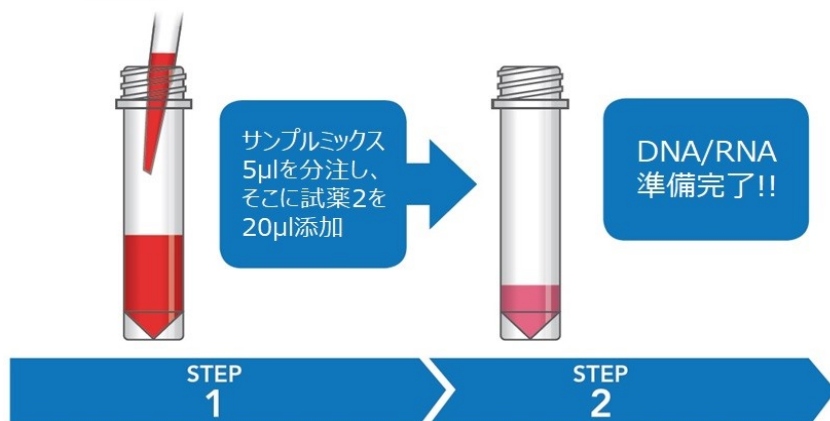 サンプルミックス
5μlを分注し、
そこに試薬2を
20μl添加
DNA/RNA
準備完了!!
STEP
1
STEP
2